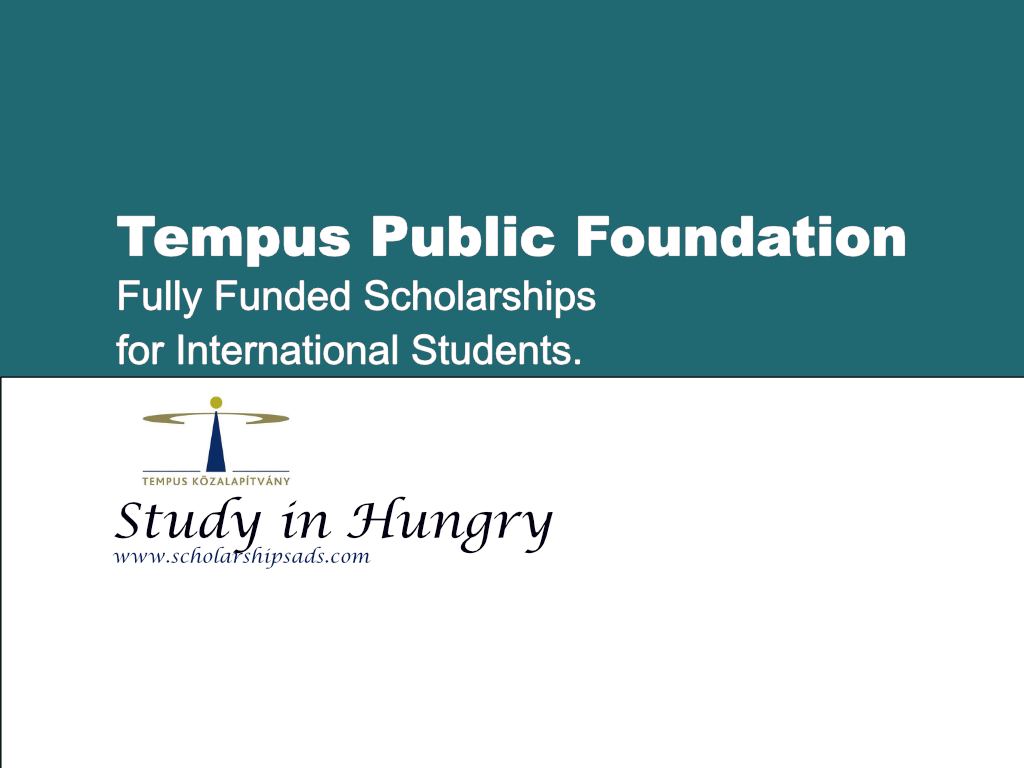 Tempus Public Foundation
Fully Funded Scholarships
for International Students.
TEMPUS KÖZALAPÍTVÁNY
Study in Hungry
www.scholarshipsads.com